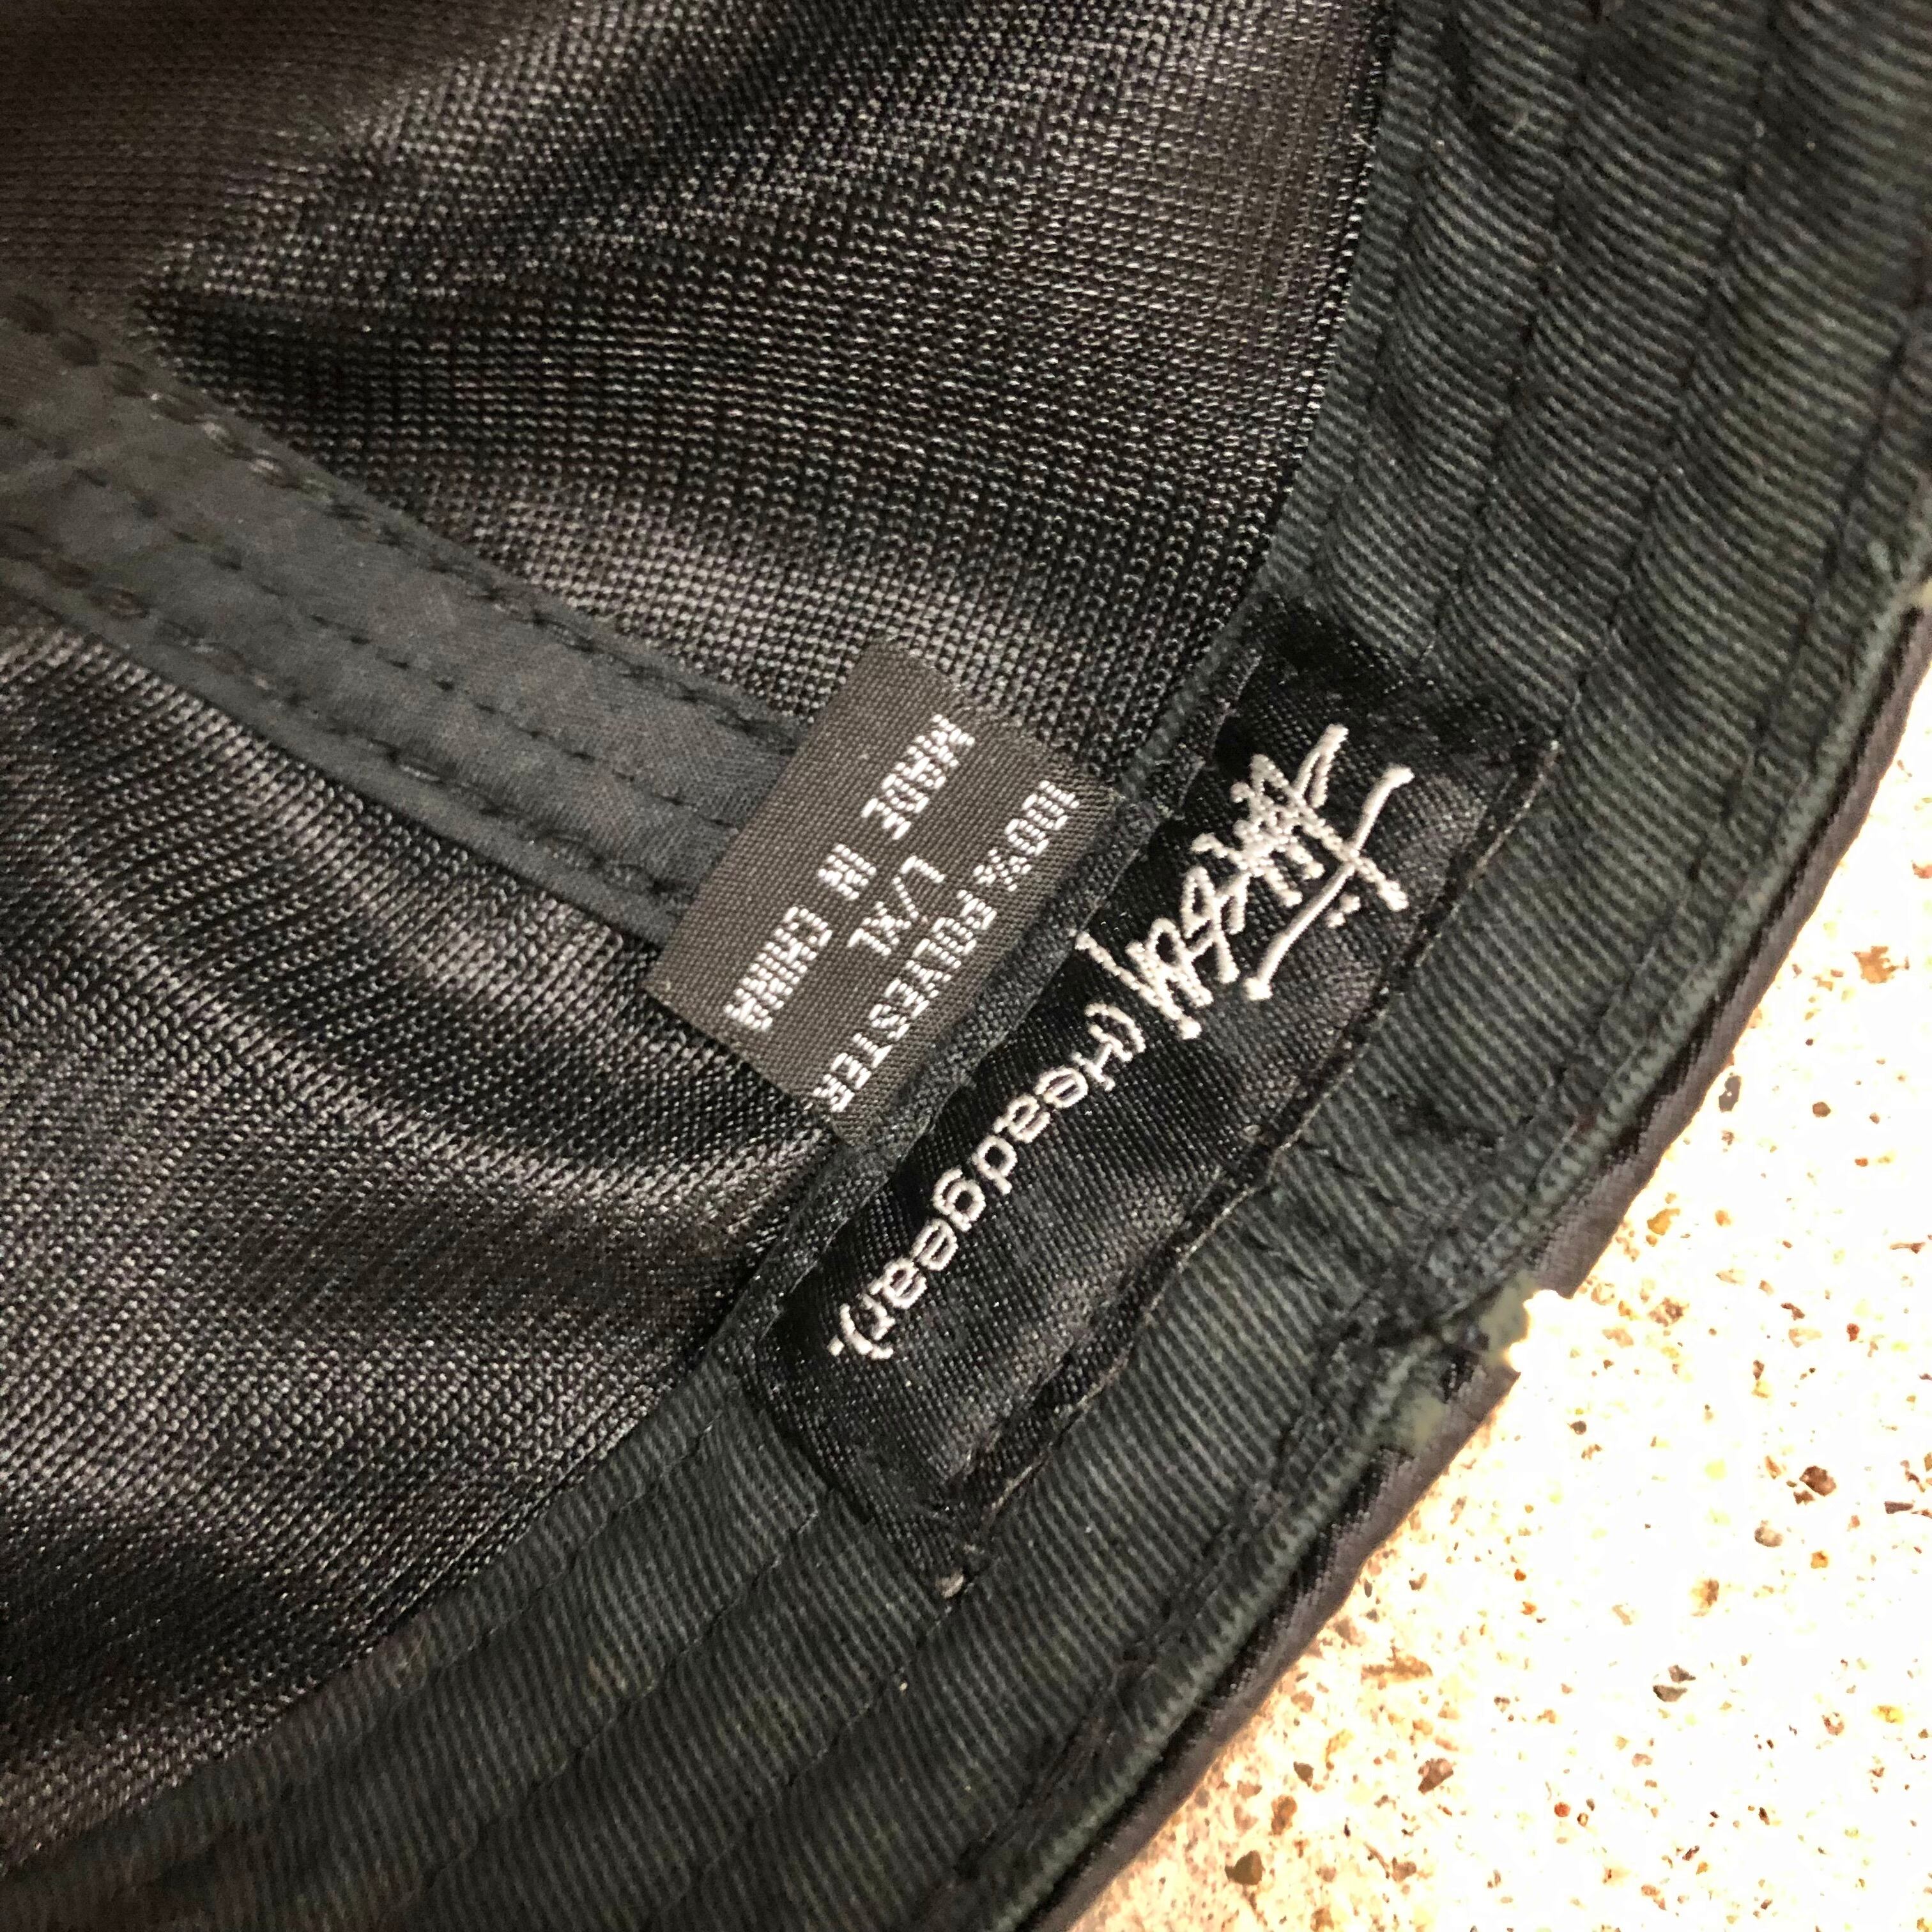 Stüssy
(Headgear).
100% POLYESTER
L/XL
MADE IN CHINA